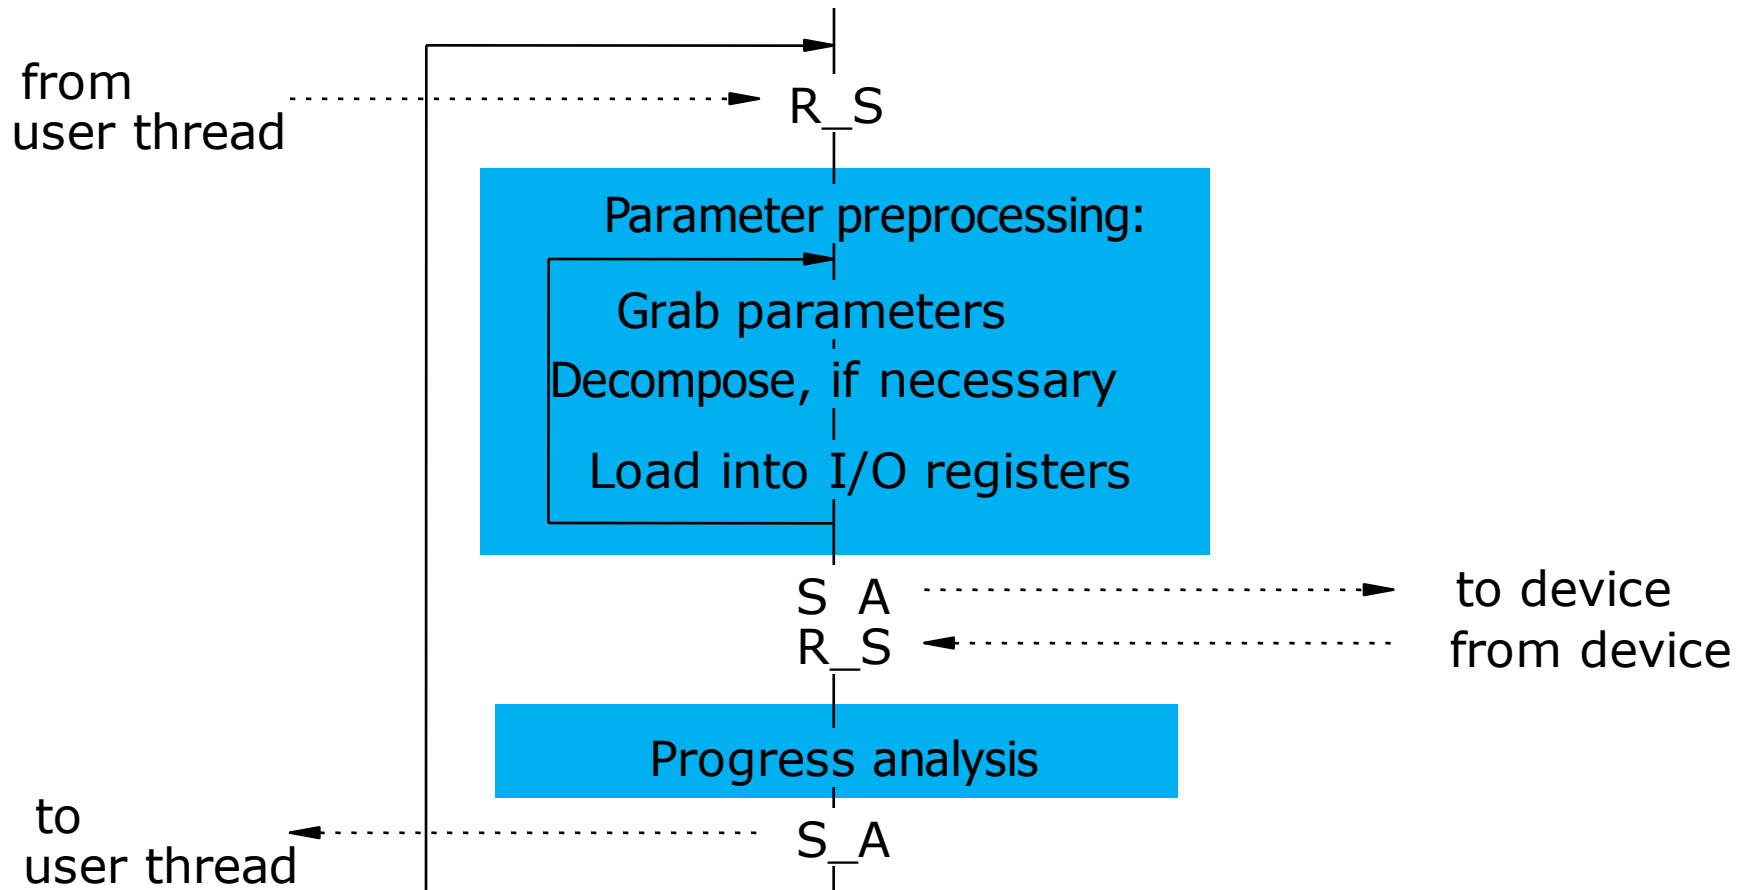 from
user thread
R_S
Parameter preprocessing:
Grab parameters
Decompose, if necessary
Load into I/O registers
S A
to device
R_S
from device
Progress analysis
to
user thread
S_A